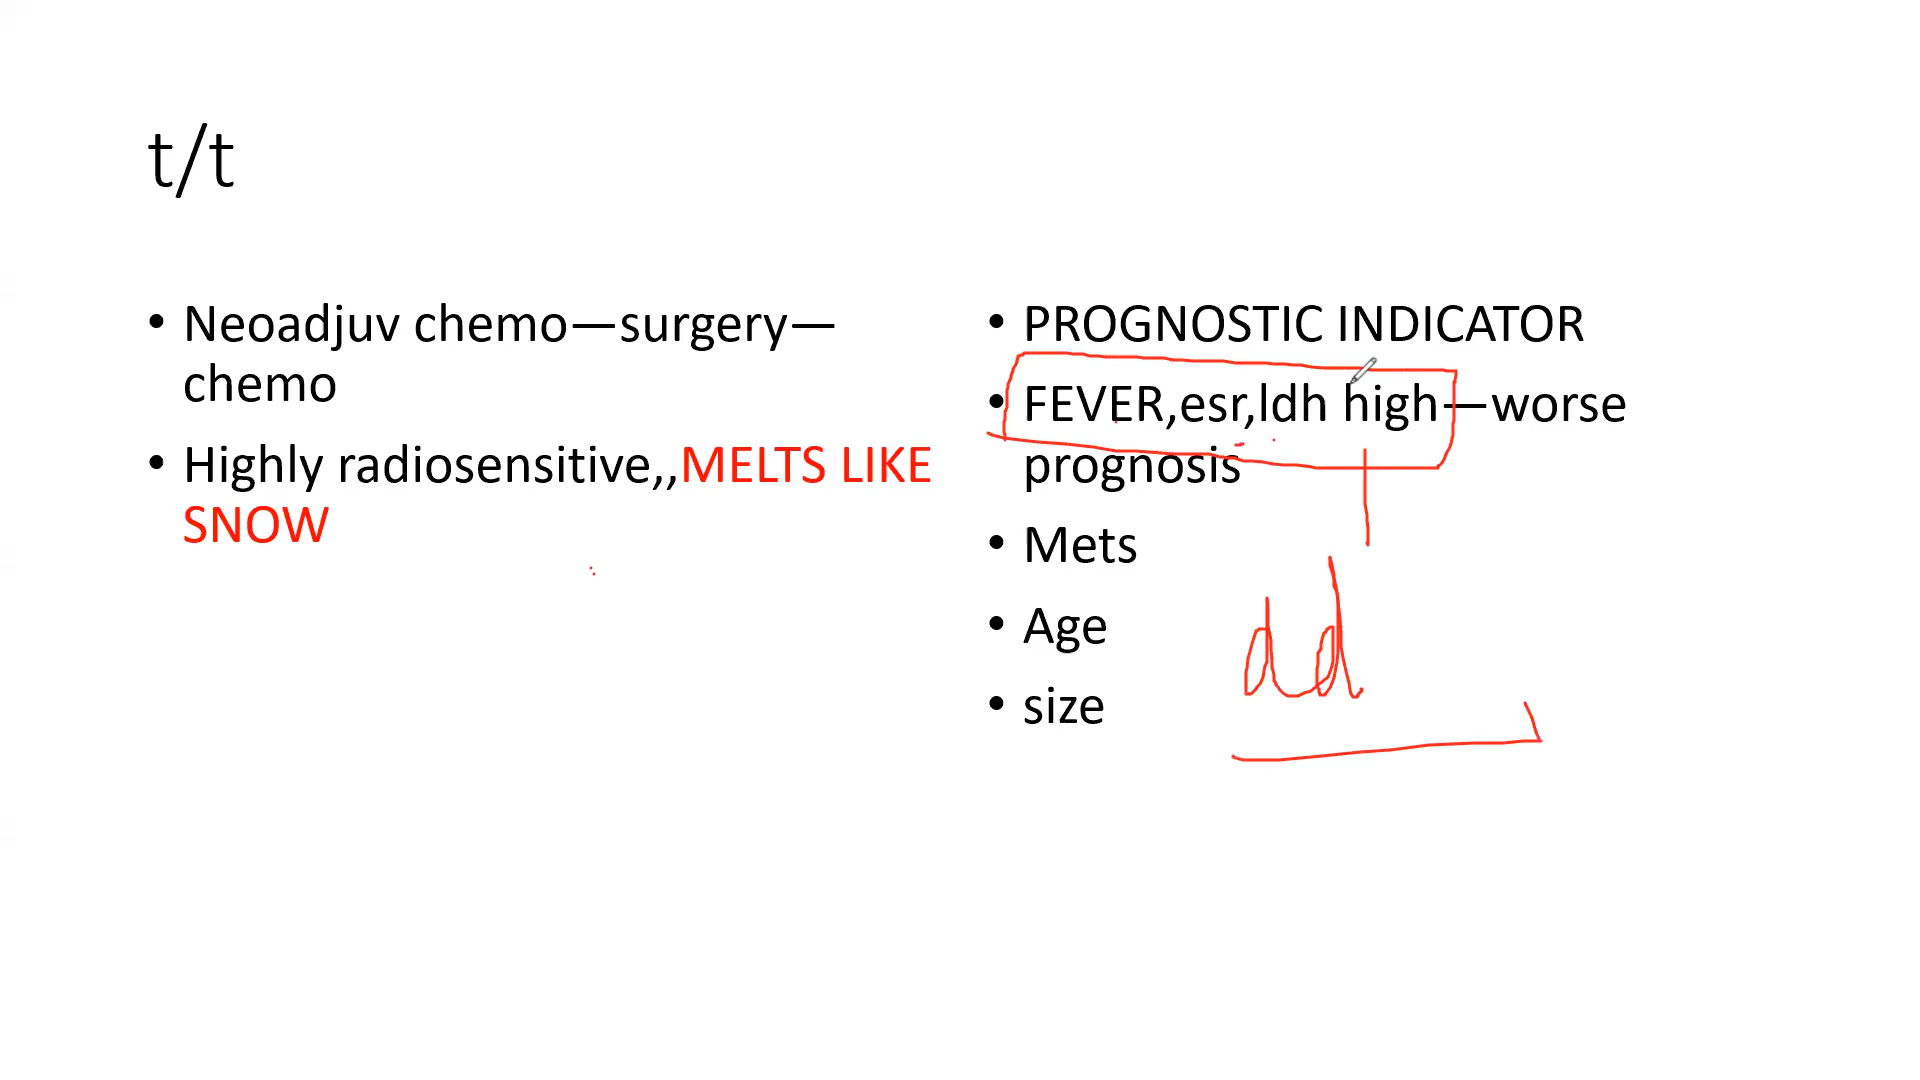 t/t
• Neoadjuv chemo—surgery—
chemo
• Highly radiosensitive,,MELTS LIKE
SNOW
• PROGNOSTIC INDICATOR
• FEVER,esr,ldh high—worse
prognosis
• Mets
• Age
• size
dd